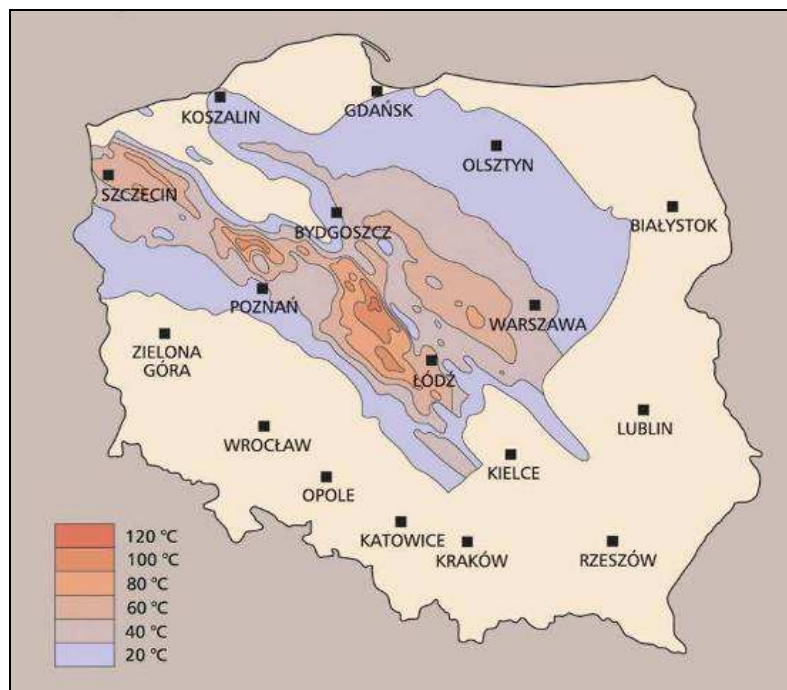 KOSZALIN
GDAŃSK
OLSZTYN
SZCZECIN
BIAŁYSTOK
BYDGOSZCZ
POZNAŃ
WARSZAWA
ZIELONA
GÓRA
ŁÓDŹ
LUBLIN
WROCŁAW
KIELCE
OPOLE
KATOWICE
KRAKÓW
RZESZÓW
120 °C
100 °C
80 °C
60 °C
40 °C
20 °C